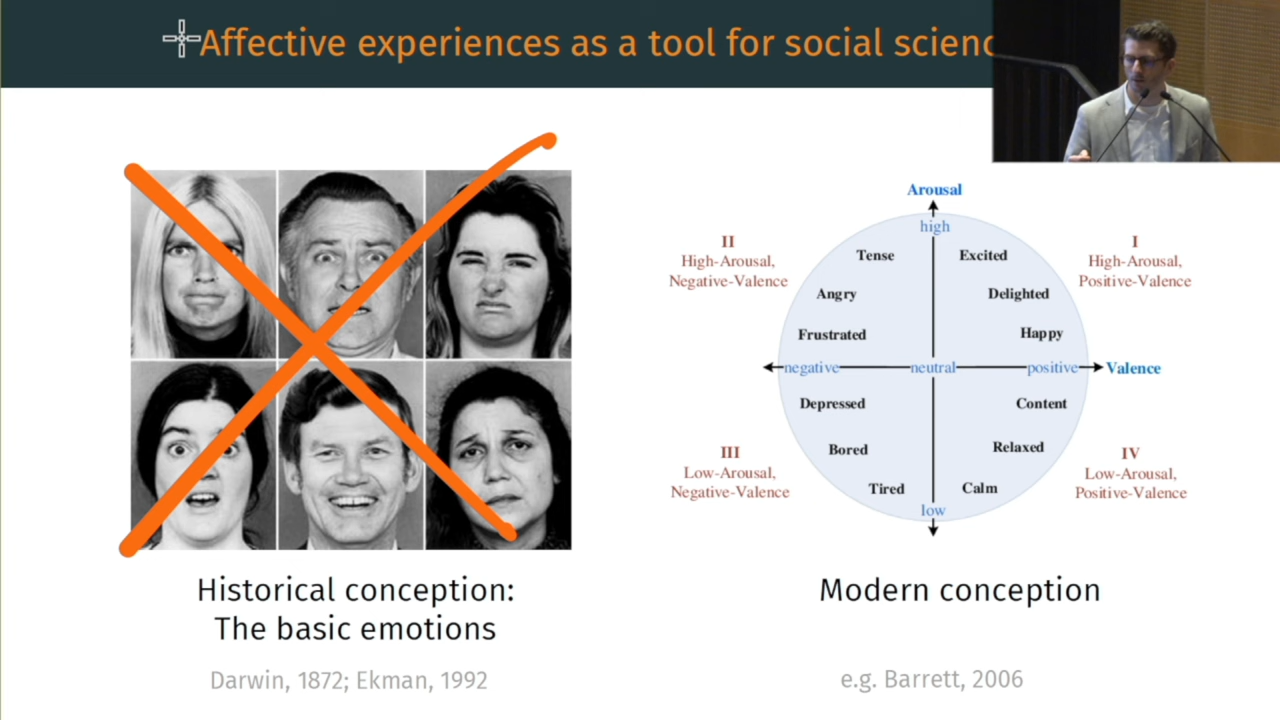 Affective experiences as a tool for social scienc
Arousal
high
II
High-Arousal,
Negative-Valence
I
High-Arousal,
Positive-Valence
Tense
Excited
Angry
Delighted
Frustrated
Happy
negative
neutral
positive
Valence
Depressed
Content
Bored
Relaxed
III
Low-Arousal,
Negative-Valence
IV
Low-Arousal,
Positive-Valence
Tired
Calm
low
Historical conception:
The basic emotions
Darwin, 1872; Ekman, 1992
Modern conception
e.g. Barrett, 2006